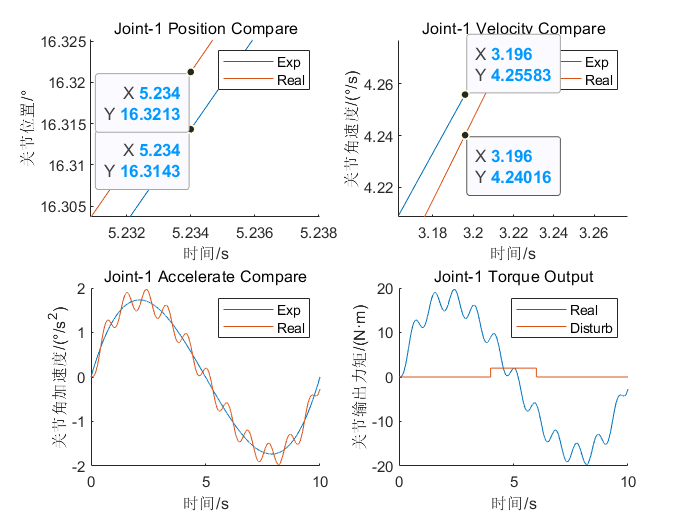 Joint-1 Position Compare
16.325
16.32
16.315
16.31
16.305
关节位置/°
Exp
Real
X 5.234
Y 16.3213
X 5.234
Y 16.3143
5.232
5.234
5.236
5.238
时间/s
Joint-1 Velocity Compare
4.26
4.24
4.22
关节角速度/(°/s)
Exp
Real
X 3.196
Y 4.25583
X 3.196
Y 4.24016
3.18
3.2
3.22
3.24
3.26
时间/s
Joint-1 Accelerate Compare
2
1
0
-1
-2
关节角加速度/(°/s²)
Exp
Real
0
5
10
时间/s
Joint-1 Torque Output
20
10
0
-10
-20
关节输出力矩/(N·m)
Real
Disturb
0
5
10
时间/s